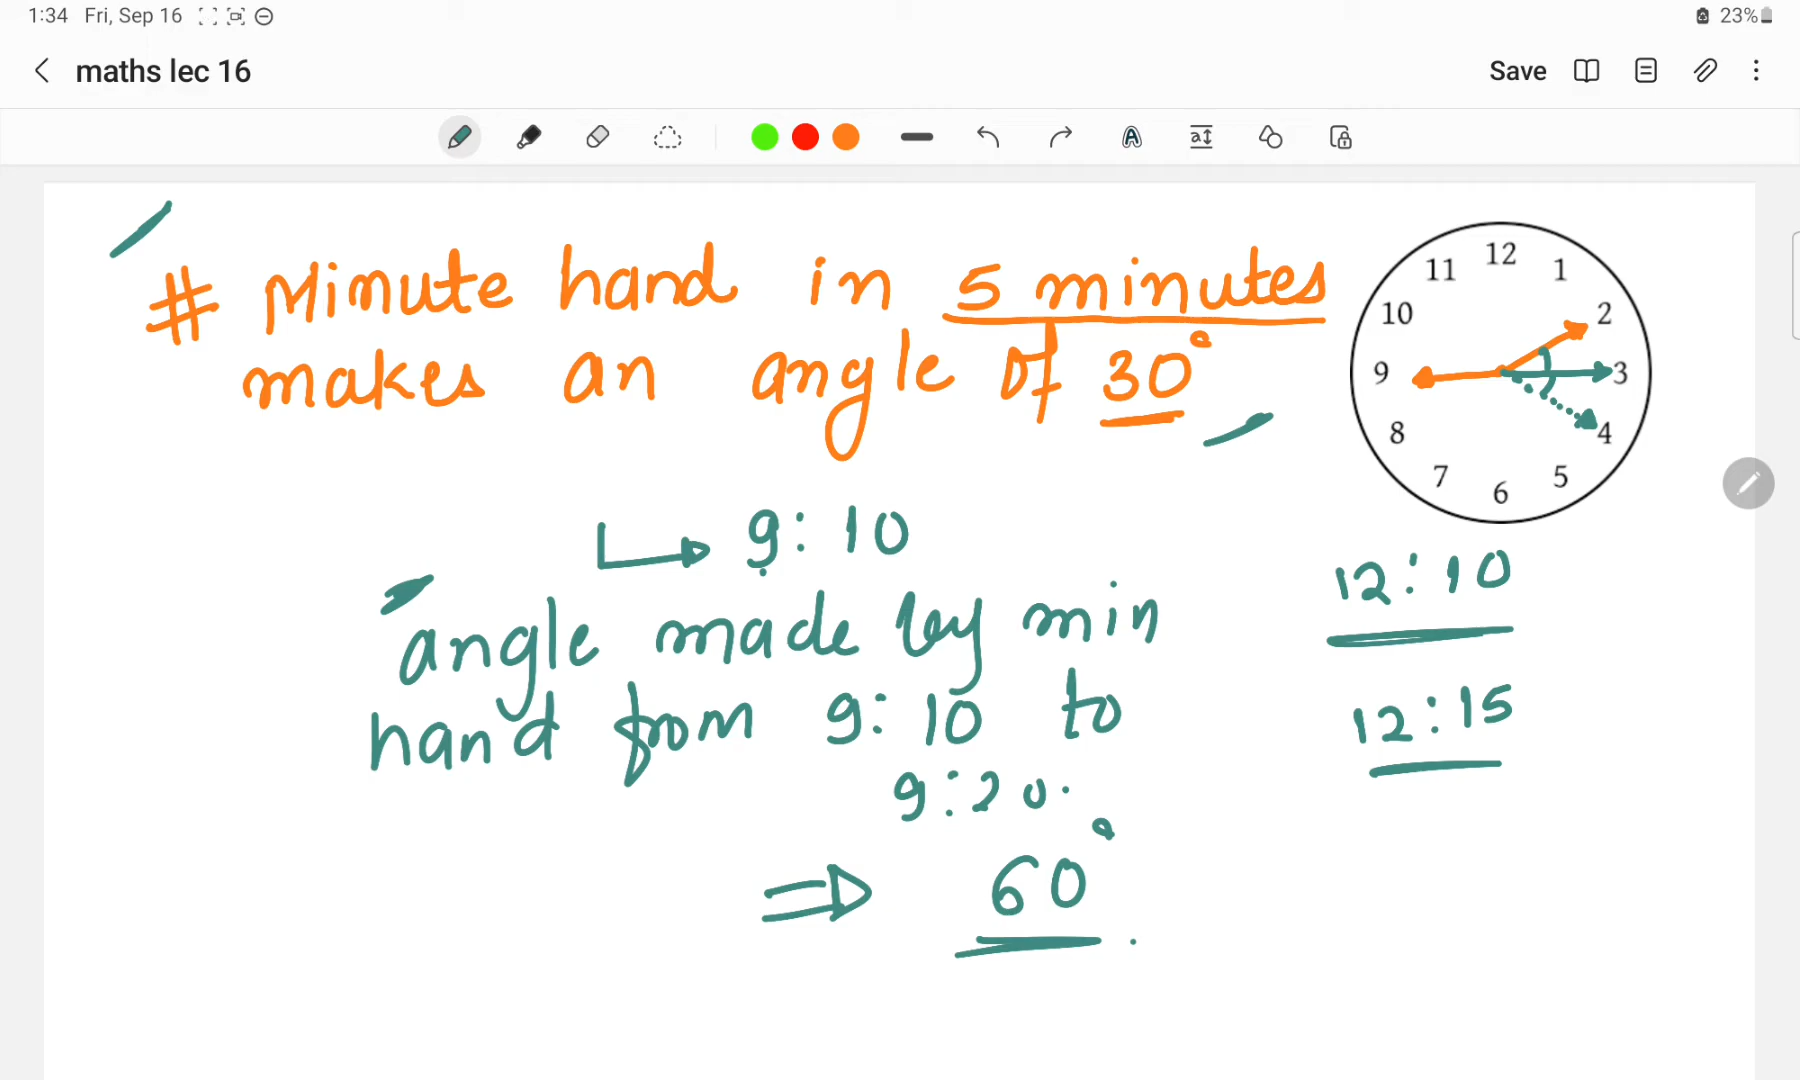 1:34 Fri, Sep 16
23%
maths lec 16
Save
# Minute hand in 5 minutes
makes an angle of 30°
12
11 1
10 2
9 3
8 4
7 5
6
9:10
12:10
angle made by min
hand from 9:10 to
12:15
9:20.
60°